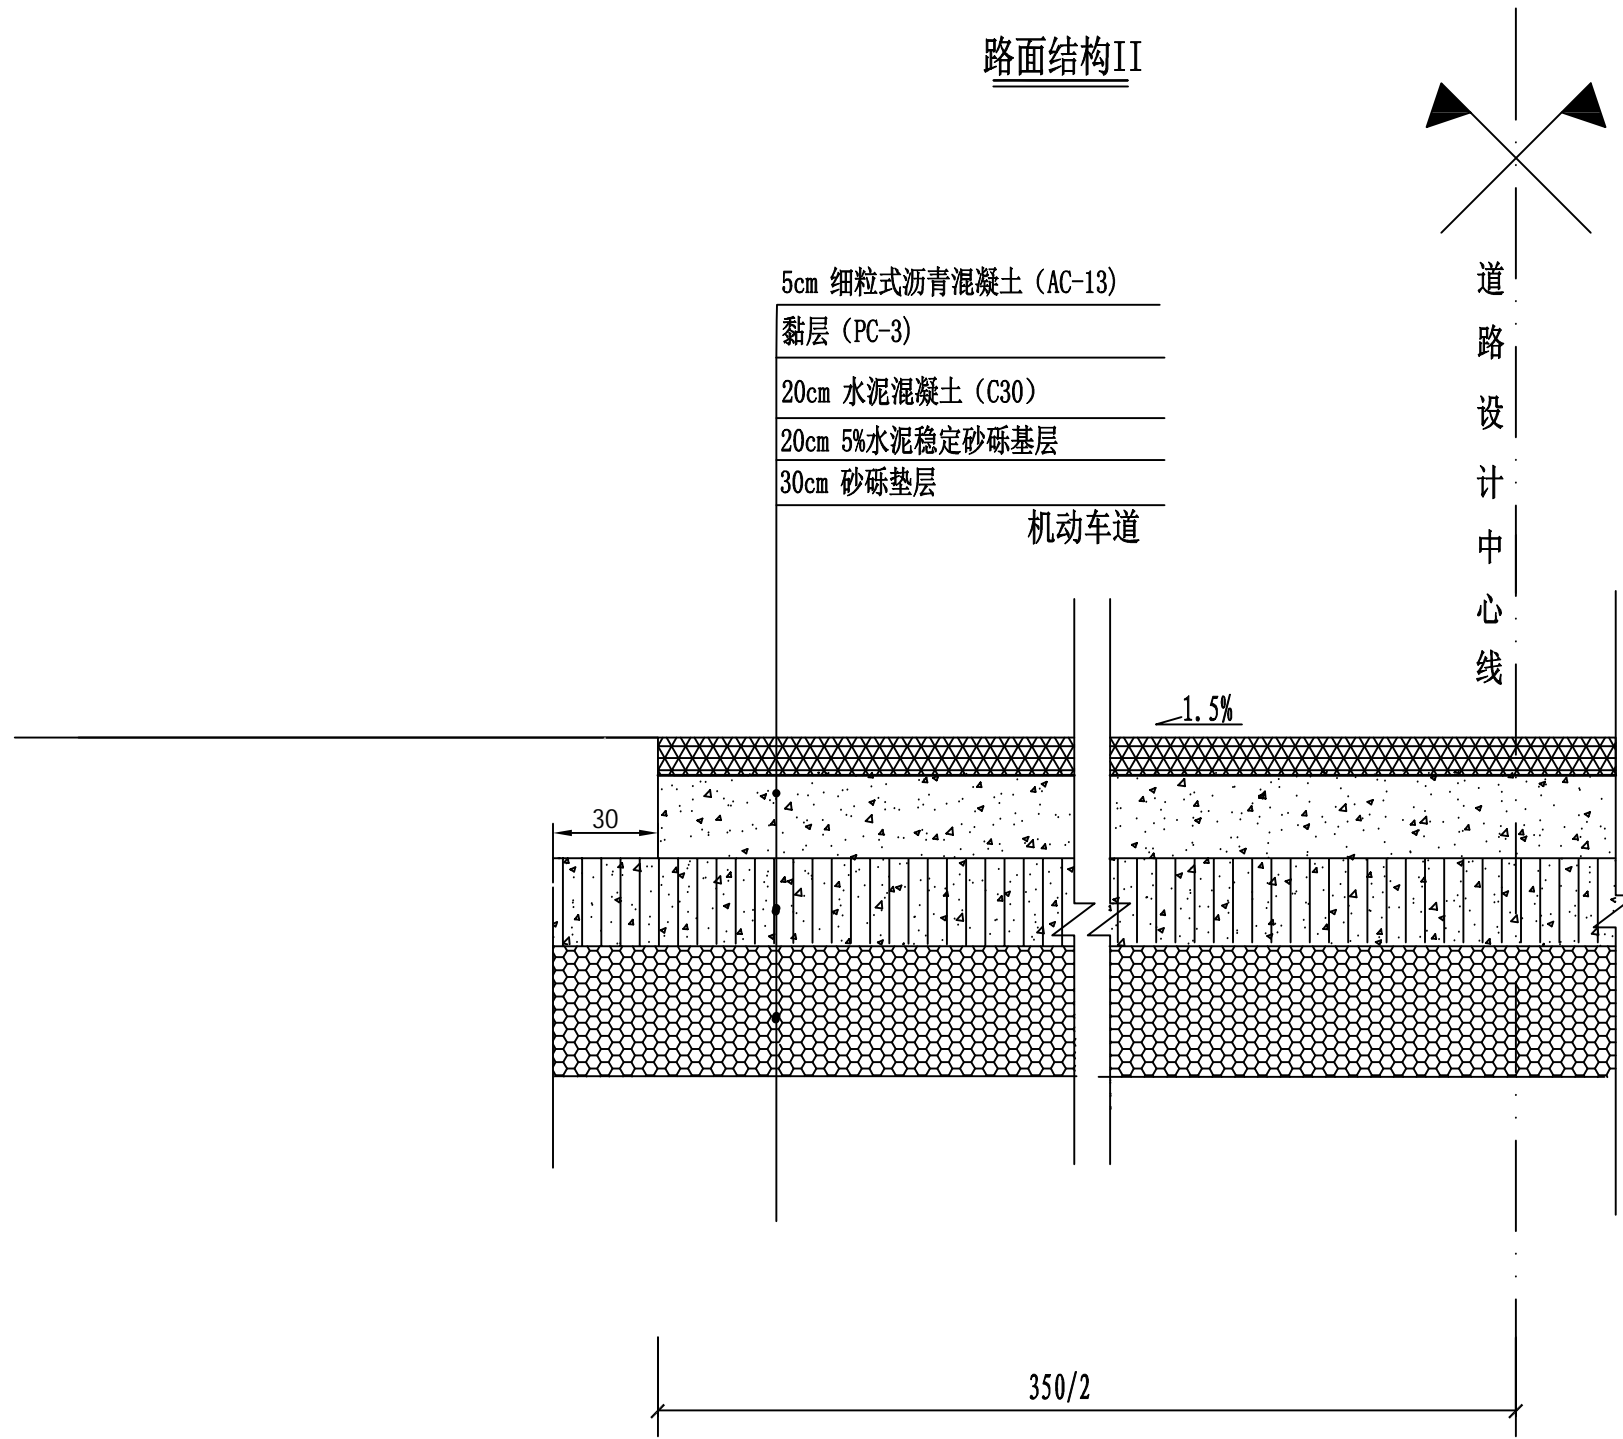 路面结构II
5cm 细粒式沥青混凝土（AC-13）
黏层（PC-3）
20cm 水泥混凝土（C30）
20cm 5%水泥稳定砂砾基层
30cm 砂砾垫层
机动车道
道路设计中心线
1.5%
30
350/2